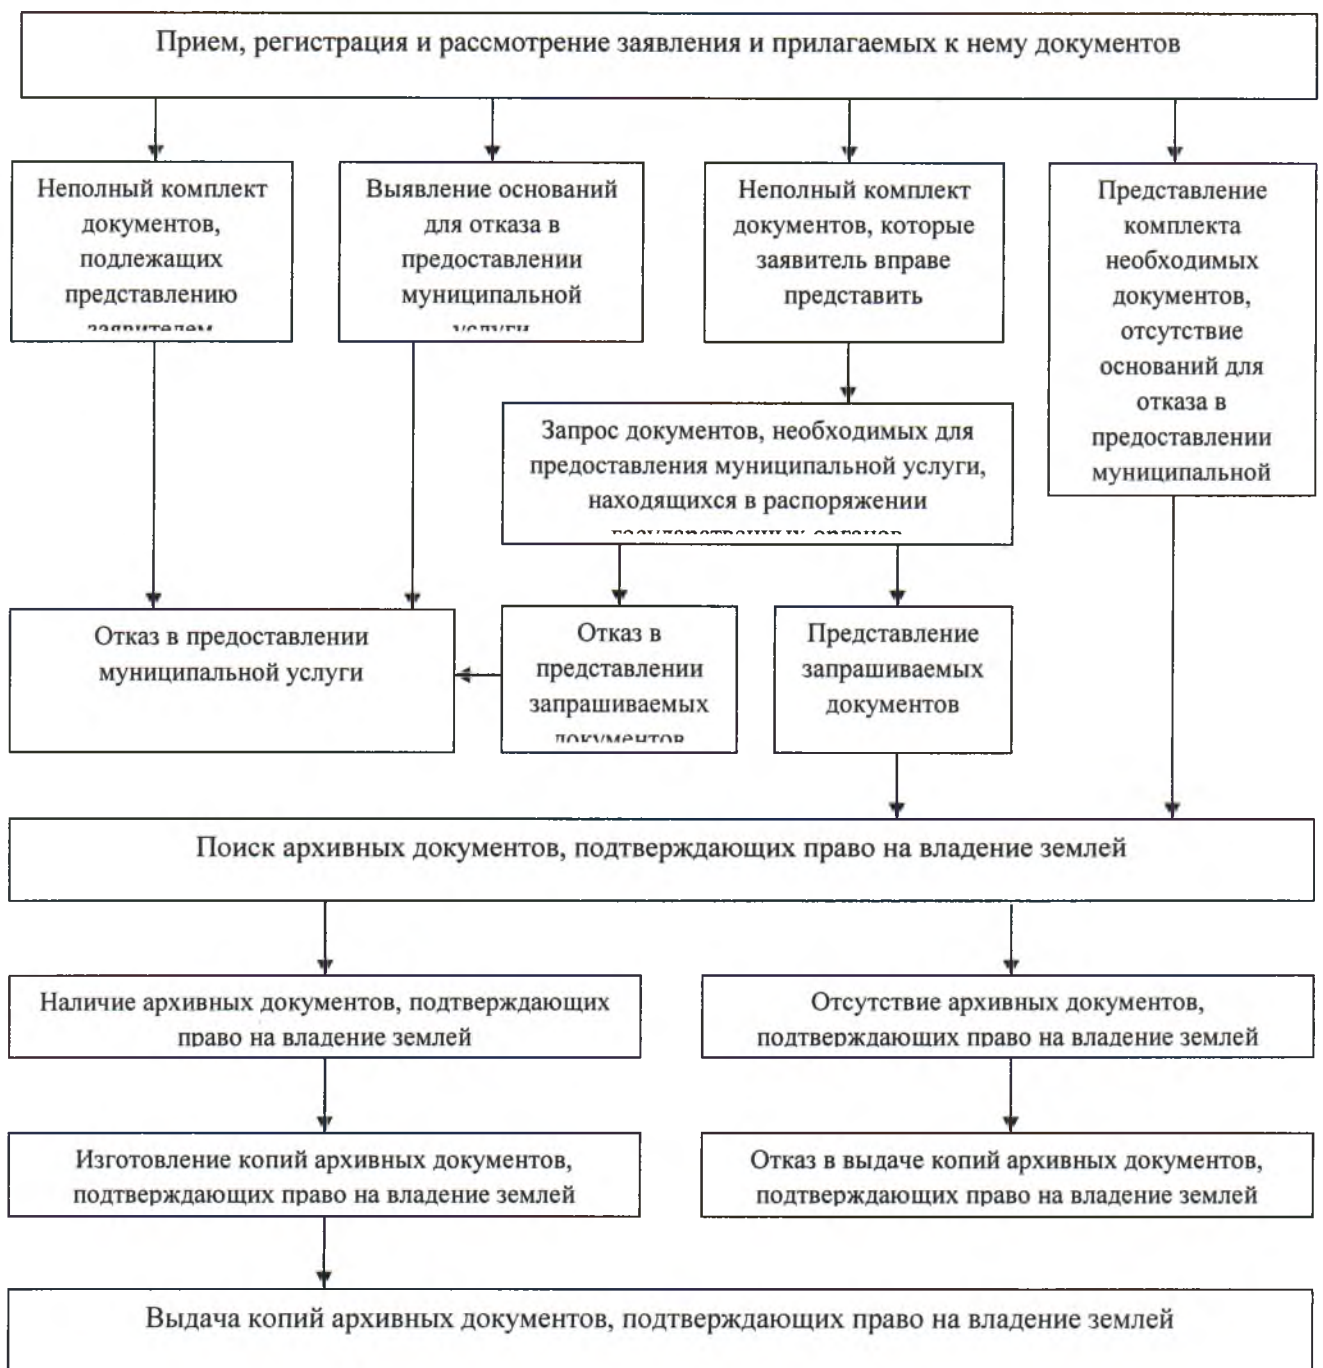 Прием, регистрация и рассмотрение заявления и прилагаемых к нему документов
Неполный комплект
документов,
подлежащих
представлению
заявителем
Выявление оснований
для отказа в
предоставлении
муниципальной
услуги
Неполный комплект
документов, которые
заявитель вправе
представить
Представление
комплекта
необходимых
документов,
отсутствие
оснований для
отказа в
предоставлении
муниципальной
Запрос документов, необходимых для
предоставления муниципальной услуги,
находящихся в распоряжении
государственных органов
Отказ в предоставлении
муниципальной услуги
Отказ в
представлении
запрашиваемых
документов
Представление
запрашиваемых
документов
Поиск архивных документов, подтверждающих право на владение землей
Наличие архивных документов, подтверждающих
право на владение землей
Отсутствие архивных документов,
подтверждающих право на владение землей
Изготовление копий архивных документов,
подтверждающих право на владение землей
Отказ в выдаче копий архивных документов,
подтверждающих право на владение землей
Выдача копий архивных документов, подтверждающих право на владение землей